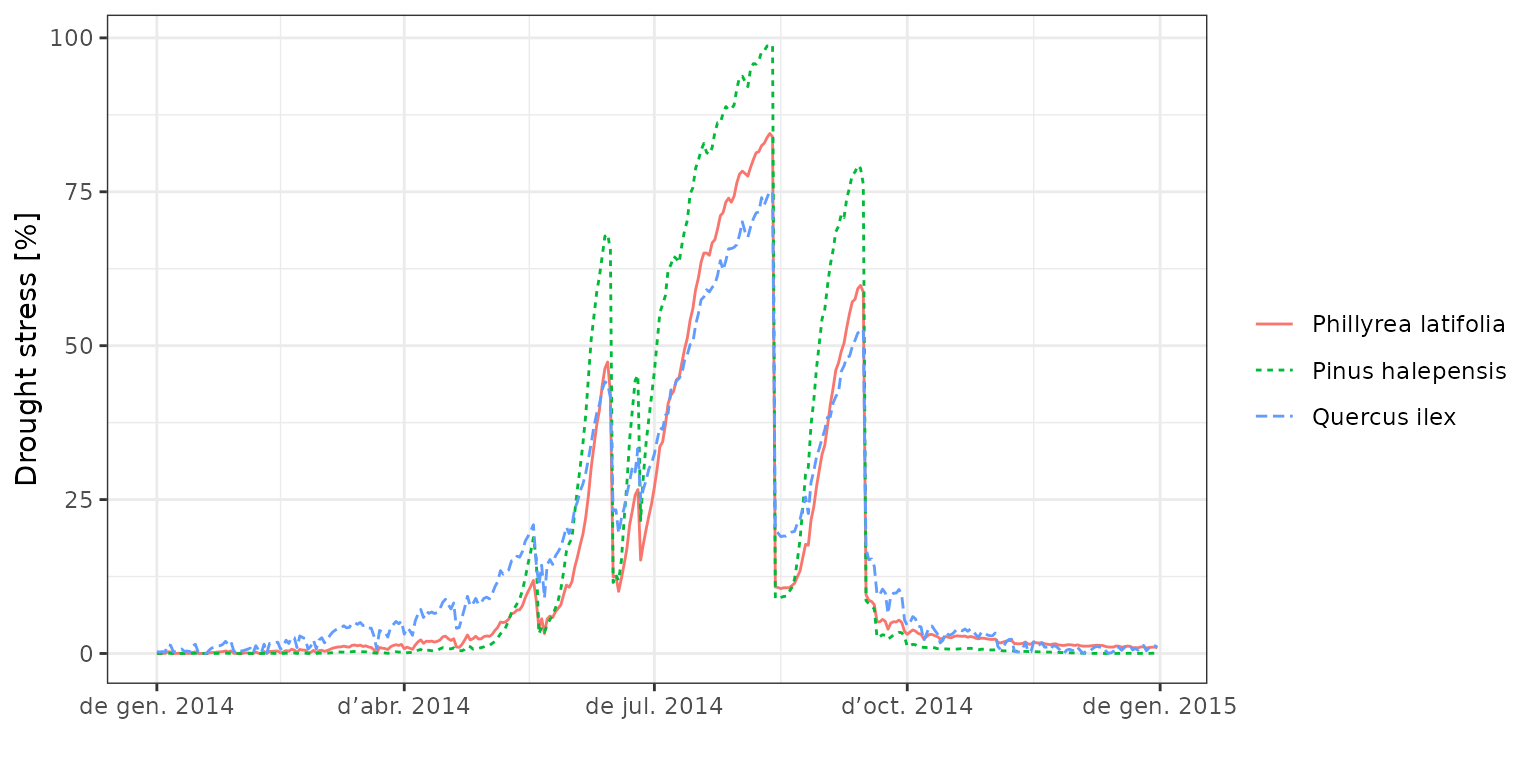 Drought stress [%]
100
75
50
25
0
de gen. 2014
d’abr. 2014
de jul. 2014
d’oct. 2014
de gen. 2015
Phillyrea latifolia
Pinus halepensis
Quercus ilex